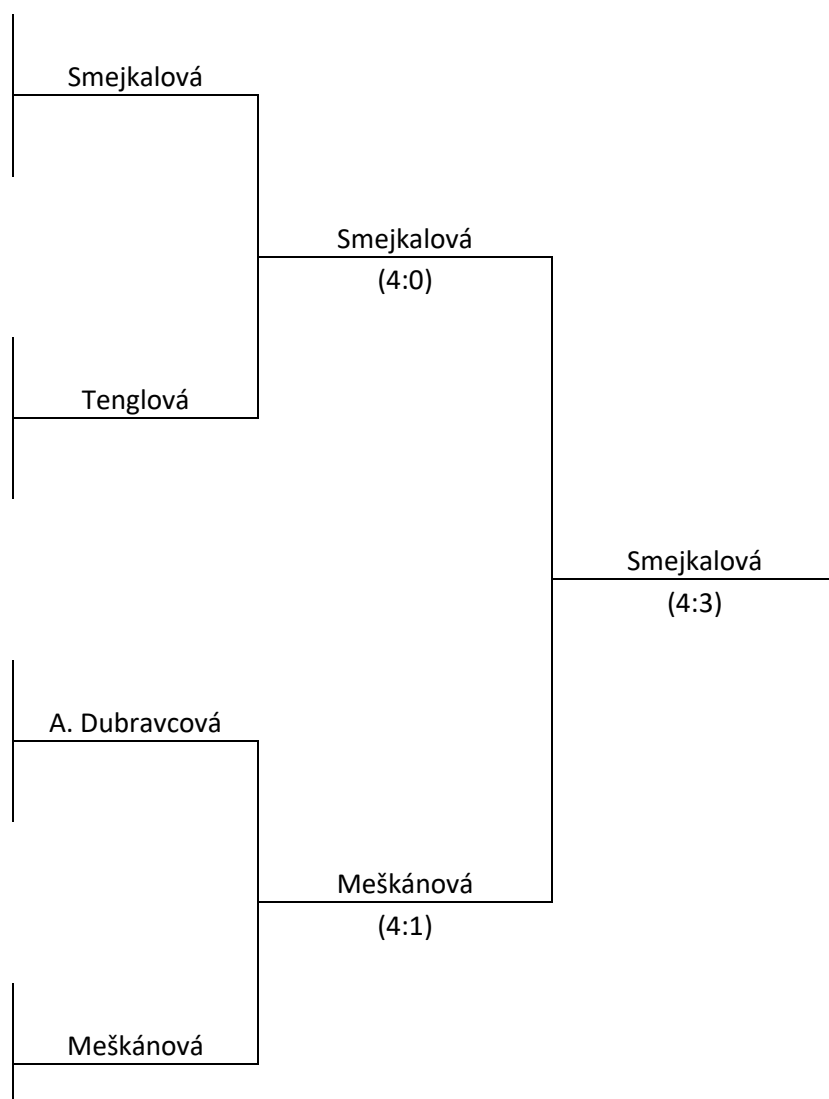 Smejkalová
Smejkalová
(4:0)
Tenglová
Smejkalová
(4:3)
A. Dubravcová
Meškánová
(4:1)
Meškánová